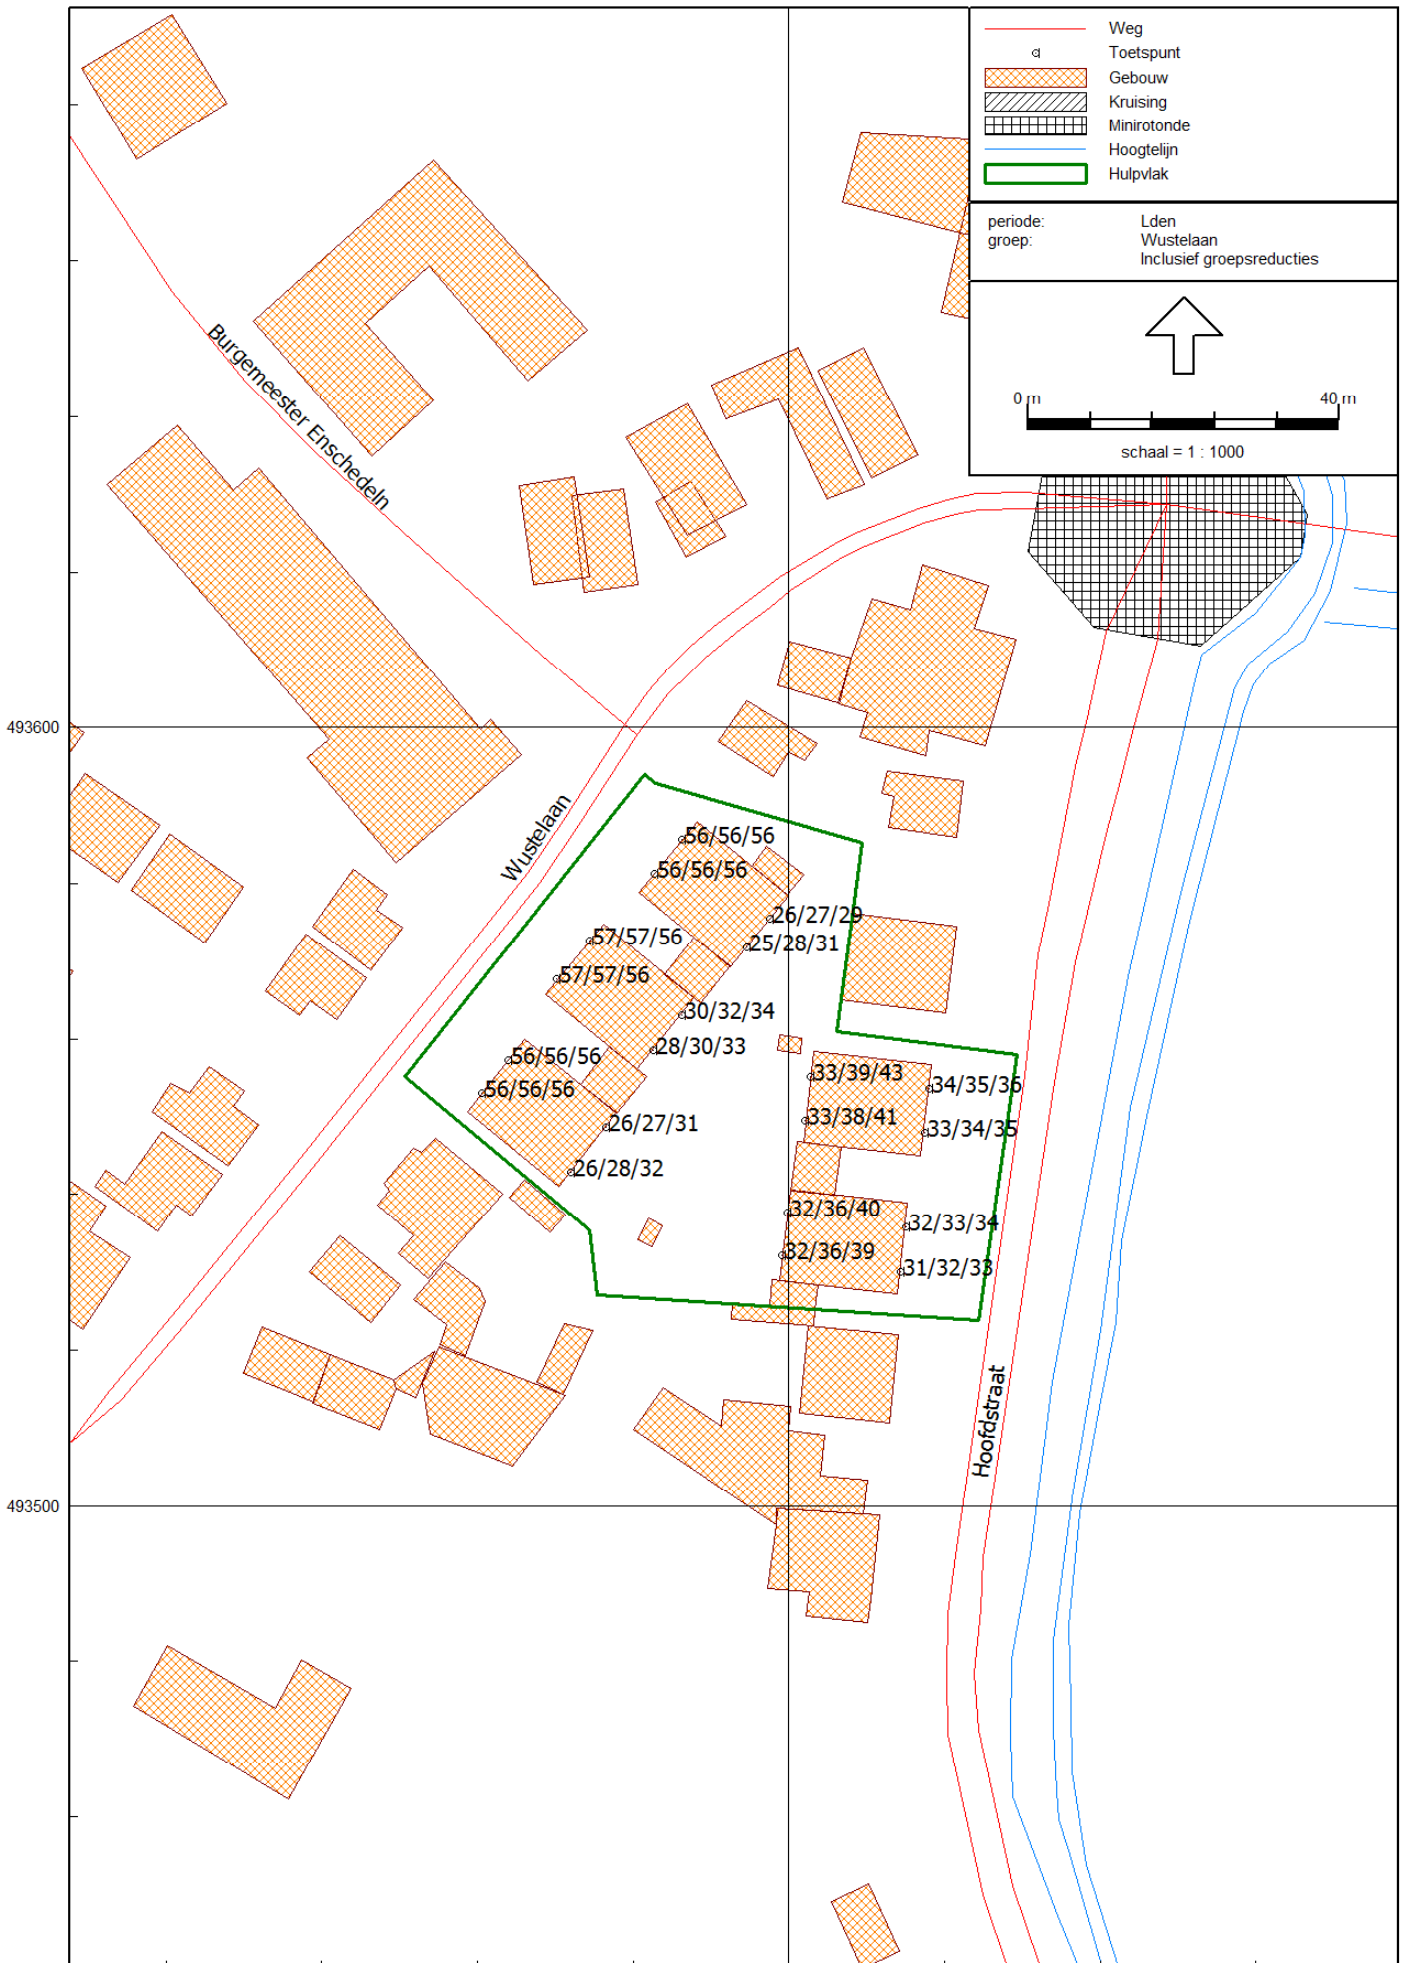 Weg
Toetspunt
Gebouw
Kruising
Minirotonde
Hoogtelijn
Hulpvlak
periode: Lden
groep: Wustelaan
Inclusief groepsreducties
0 m 40 m
schaal = 1 : 1000
Burgemeester Enschedeln
493600
Wustelaan
56/56/56
56/56/56
26/27/29
57/57/56
25/28/31
57/57/56
30/32/34
28/30/33
56/56/56
33/39/43
34/35/36
56/56/56
33/38/41
26/27/31
33/34/35
26/28/32
32/36/40
32/33/34
32/36/39
31/32/33
Hoofdstraat
493500